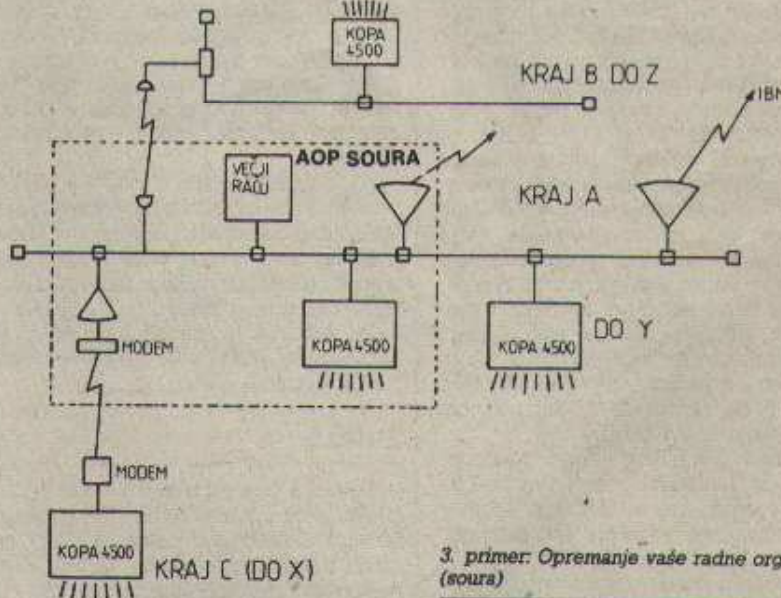 KOPA
4500
KRAJ B DO Z
IBM
AOP SOURA
VEČJI
RAČU
KRAJ A
MODEM
KOPA 4500
KOPA 4500
DO Y
MODEM
KOPA 4500
KRAJ C (DO X)
3. primer: Opremanje vaše radne org
(soura)